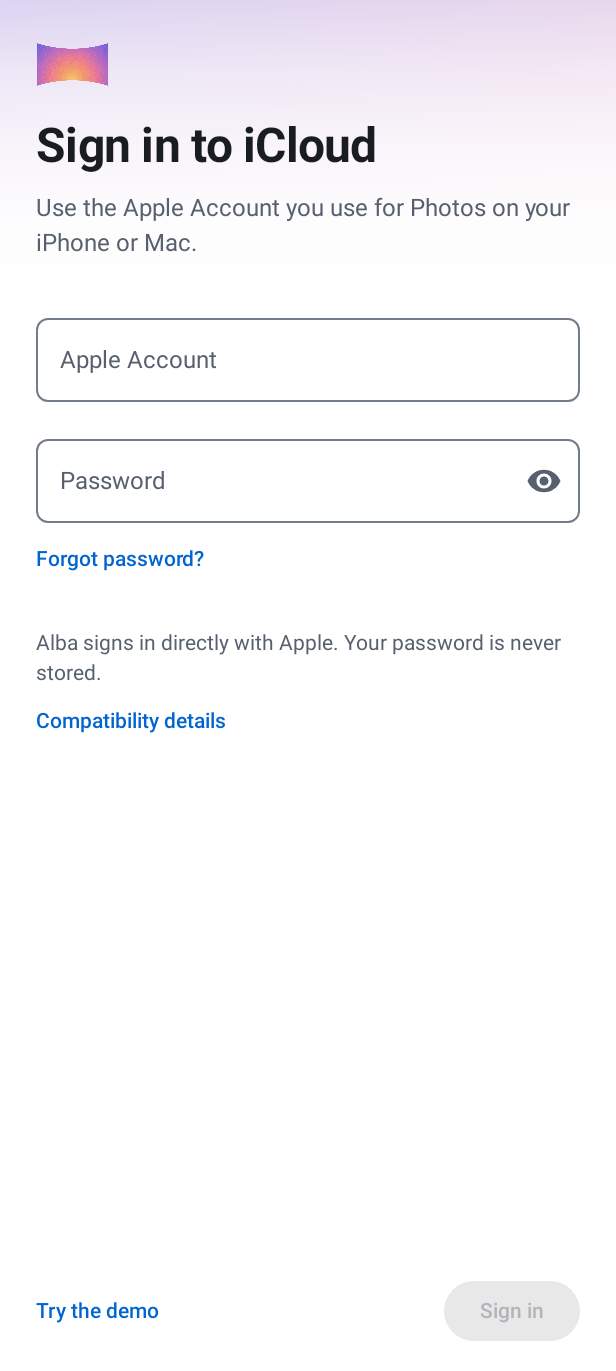 Sign in to iCloud
Use the Apple Account you use for Photos on your
iPhone or Mac.
Apple Account
Password
Forgot password?
Alba signs in directly with Apple. Your password is never
stored.
Compatibility details
Try the demo
Sign in